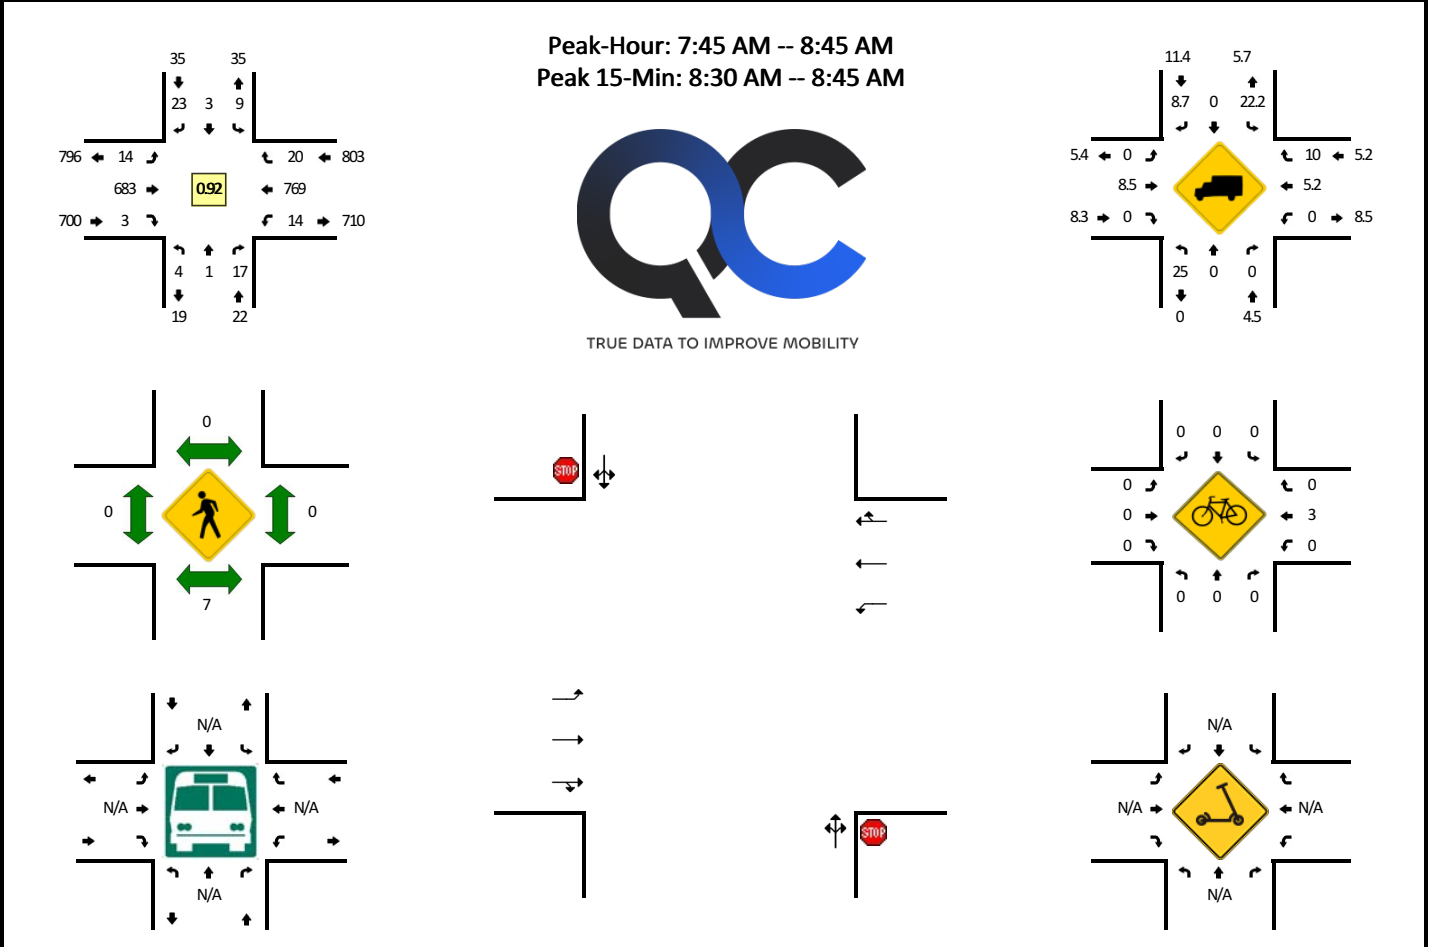 Peak-Hour: 7:45 AM -- 8:45 AM
Peak 15-Min: 8:30 AM -- 8:45 AM
35 35
23 3 9
796 14 20 803
683 0.92 769
700 3 14 710
4 1 17
19 22
QC
TRUE DATA TO IMPROVE MOBILITY
11.4 5.7
8.7 0 22.2
5.4 0 10 5.2
8.5 5.2
8.3 0 0 8.5
25 0 0
0 4.5
0
0 0
7
STOP
STOP
0 0 0
0 0
0 3
0 0
0 0 0
N/A
N/A N/A
N/A
N/A
N/A N/A
N/A